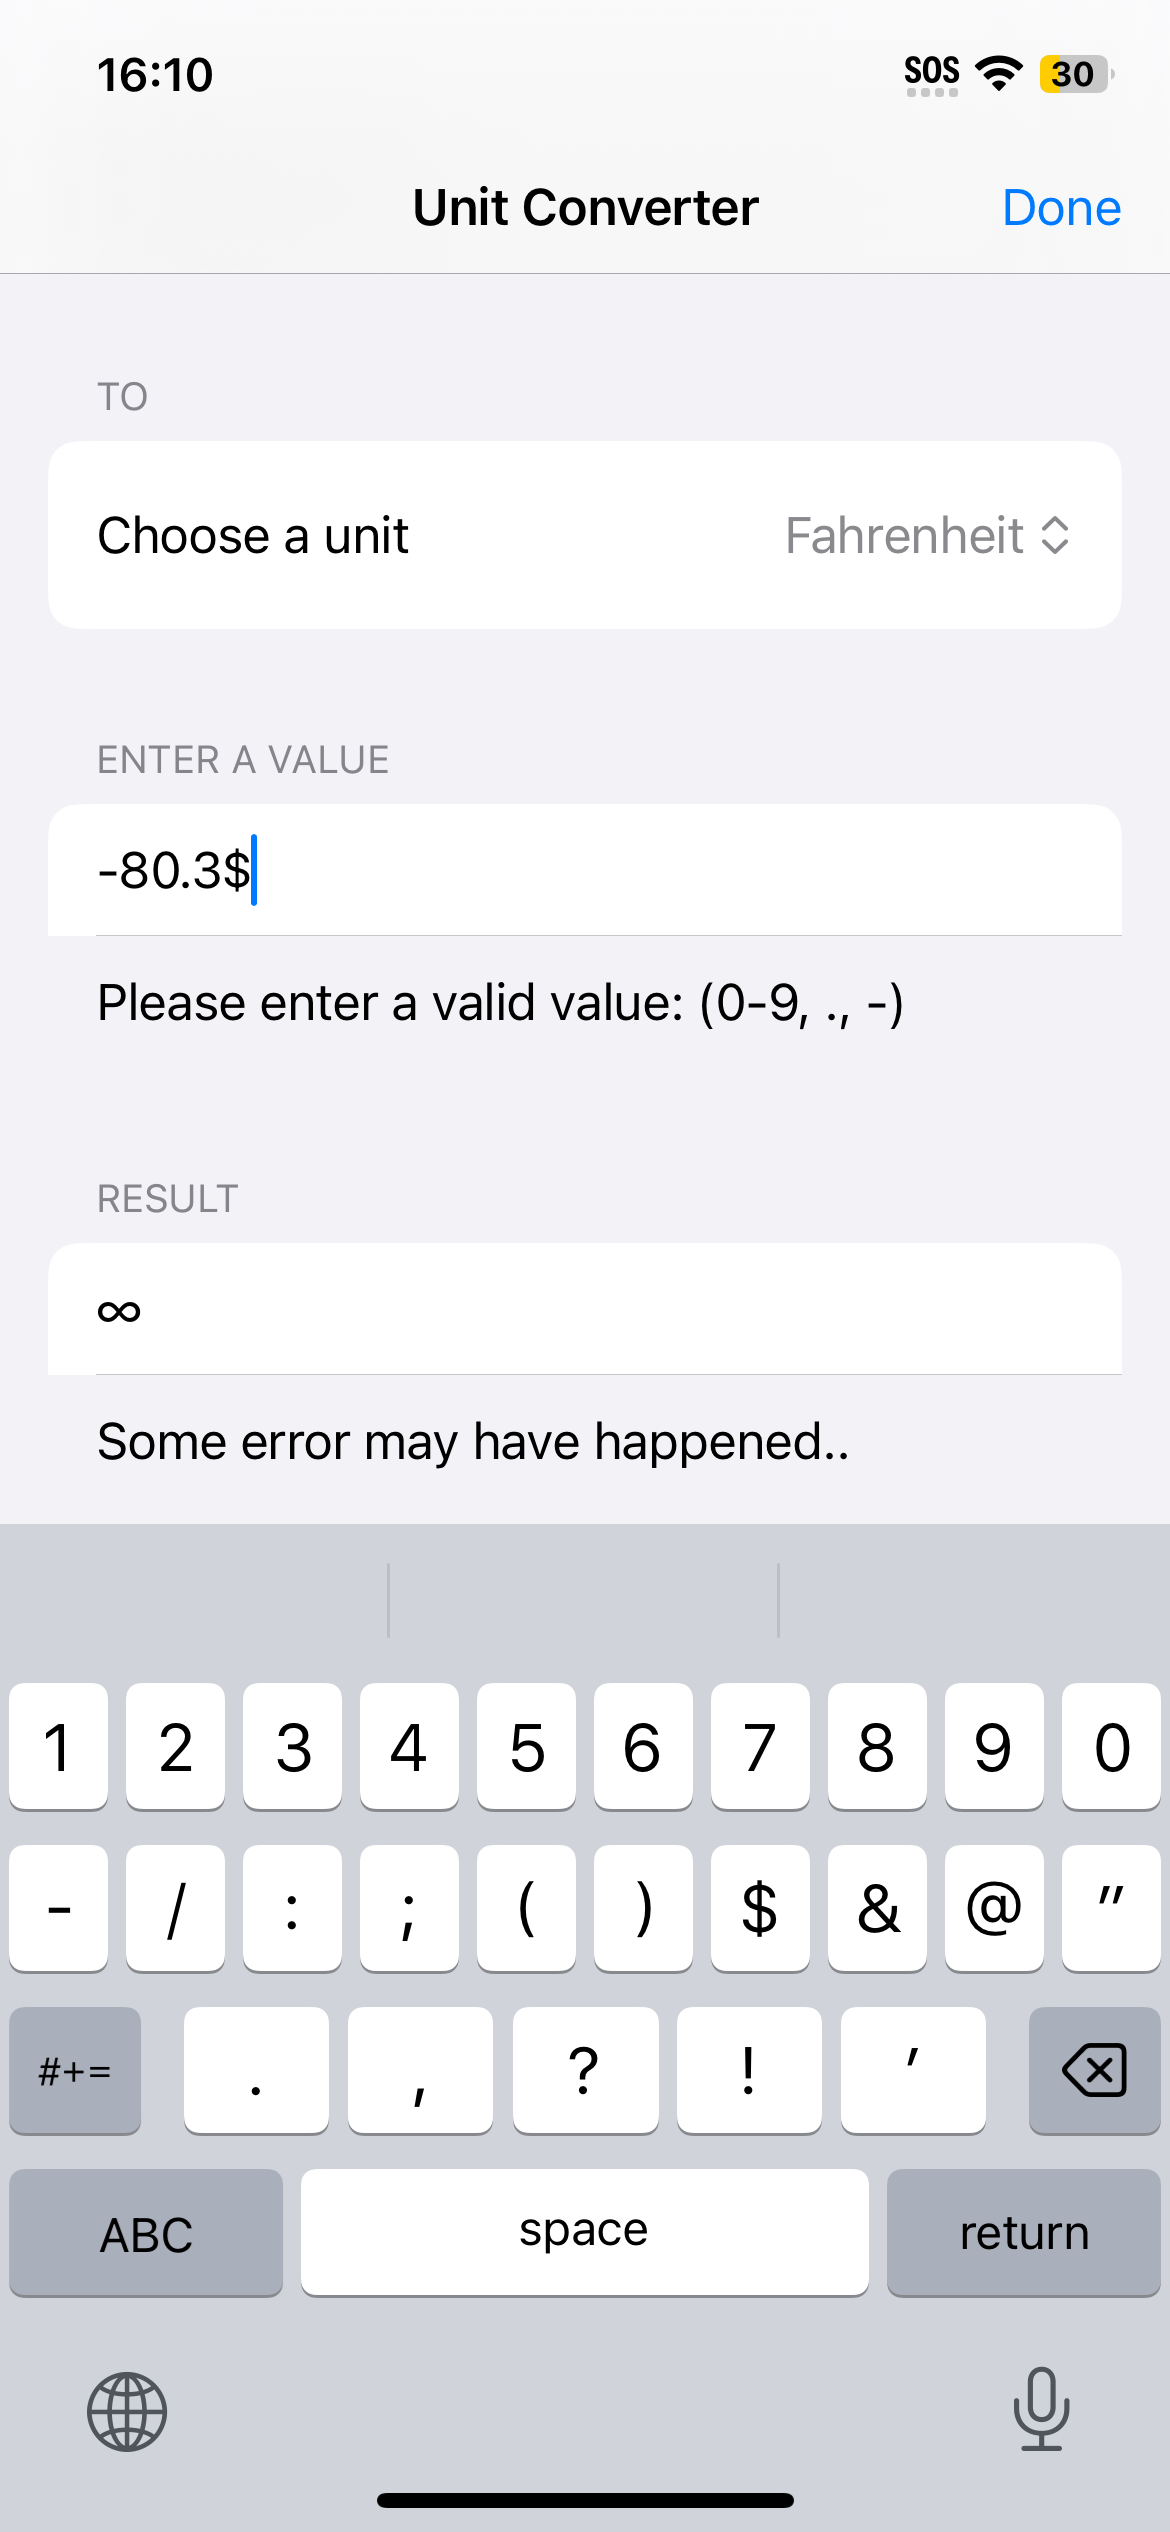 16:10
SOS
30
Unit Converter
Done
TO
Choose a unit
Fahrenheit
ENTER A VALUE
-80.3$
Please enter a valid value: (0-9, ., -)
RESULT
∞
Some error may have happened..
1 2 3 4 5 6 7 8 9 0
- / : ; ( ) $ & @ "
#+= . , ? ! '
ABC space return